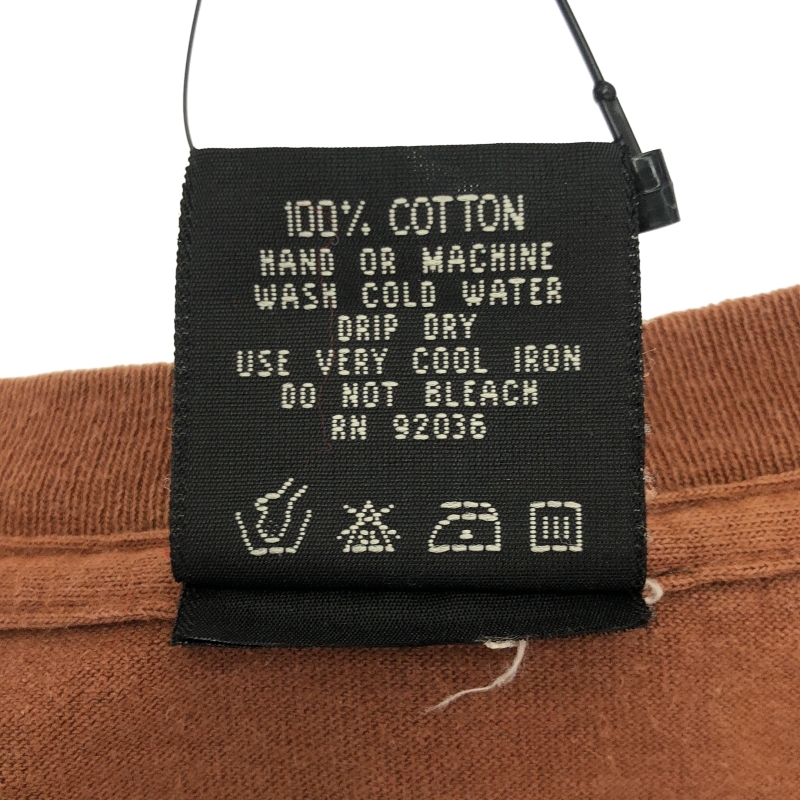 100% COTTON
HAND OR MACHINE
WASH COLD WATER
DRIP DRY
USE VERY COOL IRON
DO NOT BLEACH
RN 92036